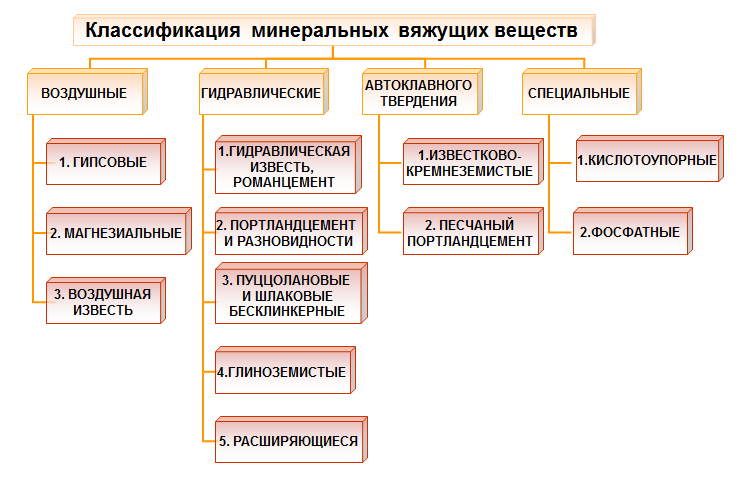 Классификация минеральных вяжущих веществ
ВОЗДУШНЫЕ
1. ГИПСОВЫЕ
2. МАГНЕЗИАЛЬНЫЕ
3. ВОЗДУШНАЯ
ИЗВЕСТЬ
ГИДРАВЛИЧЕСКИЕ
1.ГИДРАВЛИЧЕСКАЯ
ИЗВЕСТЬ,
РОМАНЦЕМЕНТ
2. ПОРТЛАНДЦЕМЕНТ
И РАЗНОВИДНОСТИ
3. ПУЦЦОЛАНОВЫЕ
И ШЛАКОВЫЕ
БЕСКЛИНКЕРНЫЕ
4.ГЛИНОЗЕМИСТЫЕ
5. РАСШИРЯЮЩИЕСЯ
АВТОКЛАВНОГО
ТВЕРДЕНИЯ
1.ИЗВЕСТКОВО-
КРЕМНЕЗЕМИСТЫЕ
2. ПЕСЧАНЫЙ
ПОРТЛАНДЦЕМЕНТ
СПЕЦИАЛЬНЫЕ
1.КИСЛОТОУПОРНЫЕ
2.ФОСФАТНЫЕ